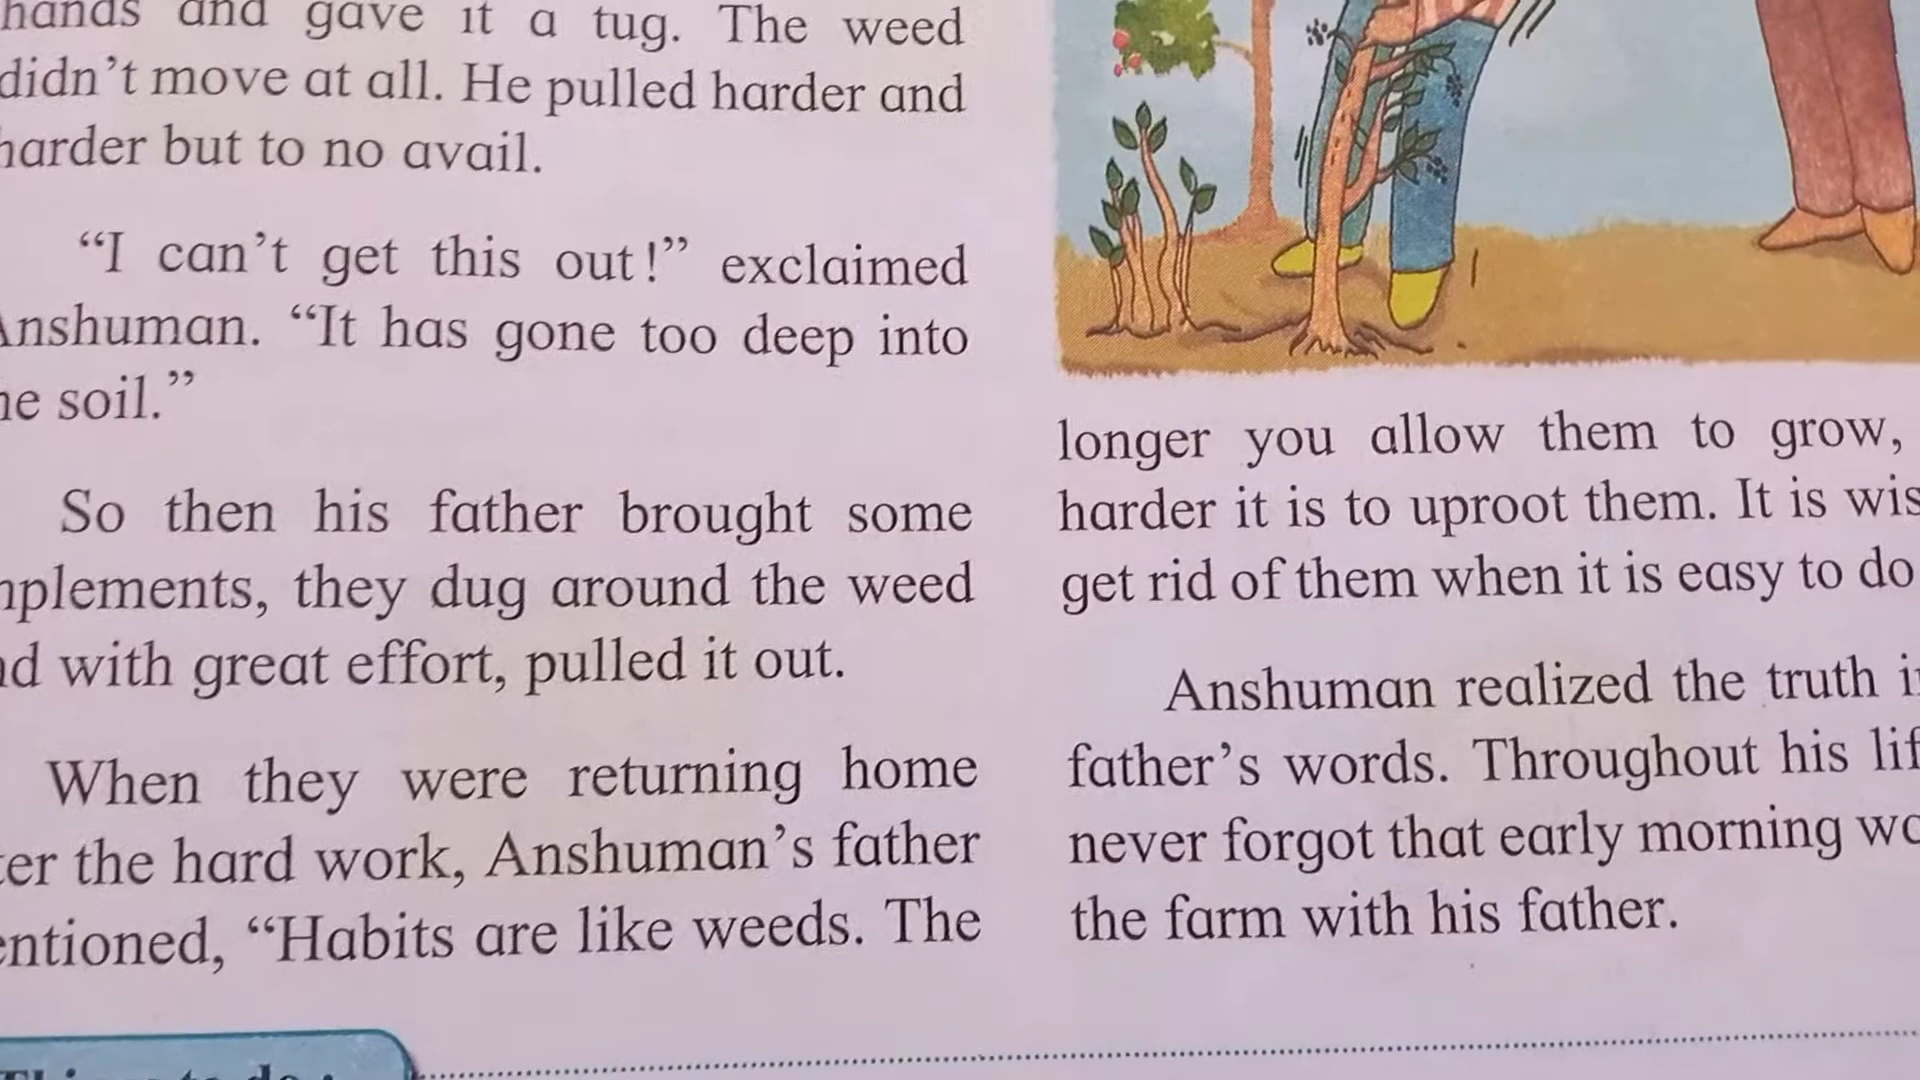 hands and gave it a tug. The weed
didn't move at all. He pulled harder and
harder but to no avail.
"I can't get this out!" exclaimed
Anshuman. "It has gone too deep into
he soil."
So then his father brought some
mplements, they dug around the weed
nd with great effort, pulled it out.
When they were returning home
ter the hard work, Anshuman's father
entioned, "Habits are like weeds. The
longer you allow them to grow,
harder it is to uproot them. It is wis
get rid of them when it is easy to do
Anshuman realized the truth i
father's words. Throughout his lif
never forgot that early morning
the farm with his father.